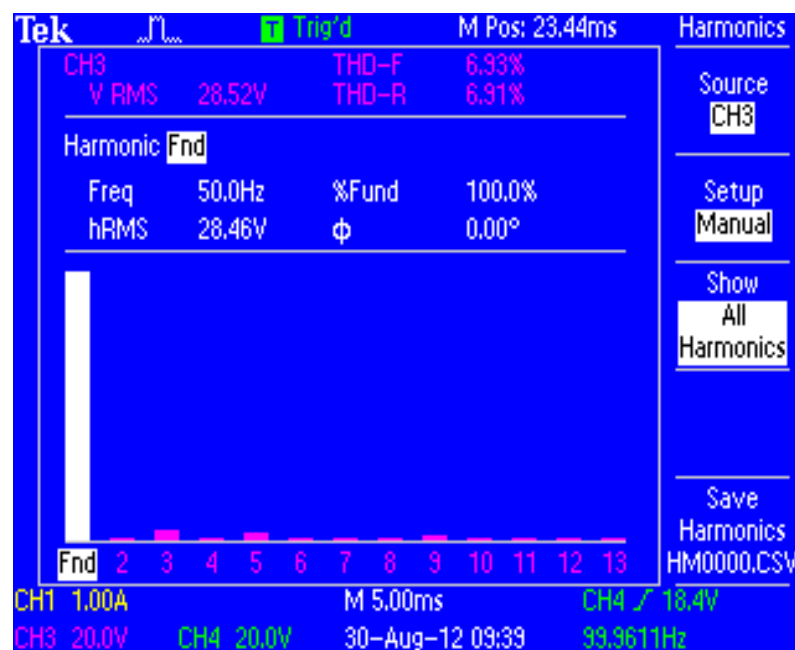 Tek T Trig'd M Pos: 23.44ms Harmonics
CH3 THD-F 6.93%
V RMS 28.52V THD-R 6.91%
Source
CH3
Harmonic Fnd
Freq 50.0Hz %Fund 100.0%
hRMS 28.46V ϕ 0.00°
Setup
Manual
Show
All
Harmonics
Save
Harmonics
HM0000.CSV
Fnd 2 3 4 5 6 7 8 9 10 11 12 13
CH1 1.00A M 5.00ms CH4 18.4V
CH3 20.0V CH4 20.0V 30-Aug-12 09:39 99.9611Hz